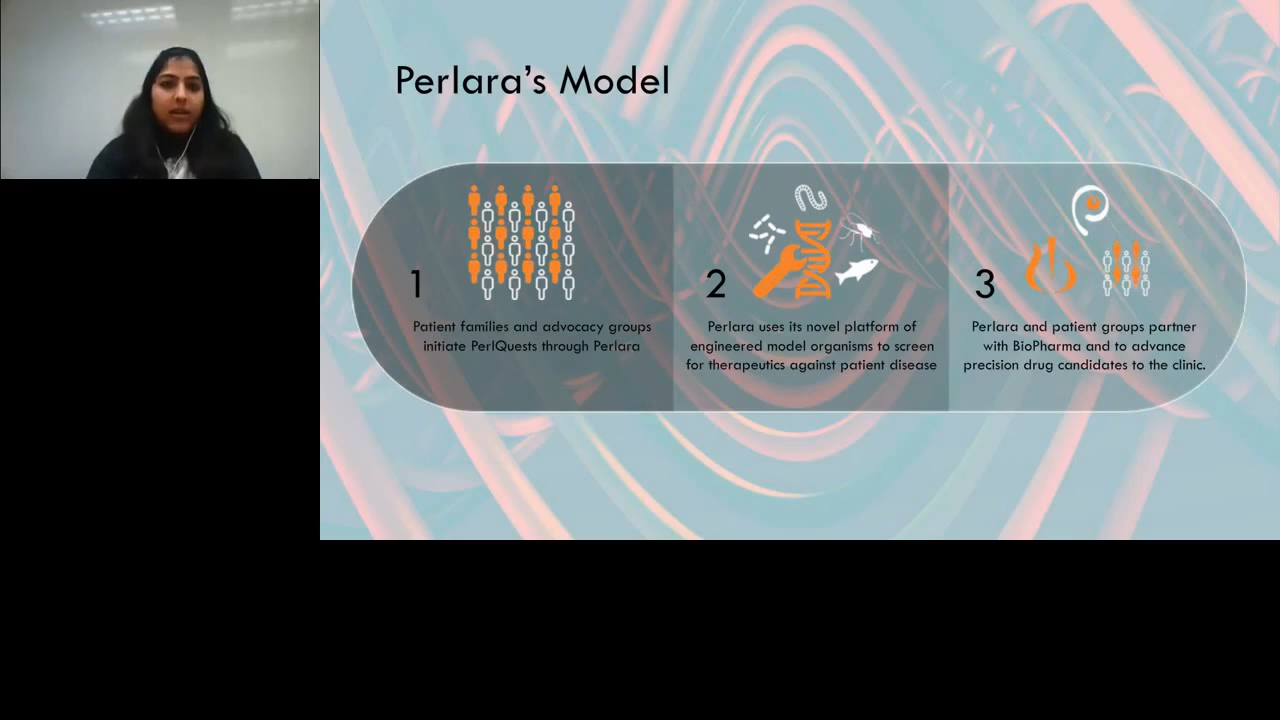 Perlara’s Model
1
Patient families and advocacy groups
initiate PerlQuests through Perlara
2
Perlara uses its novel platform of
engineered model organisms to screen
for therapeutics against patient disease
3
Perlara and patient groups partner
with BioPharma and to advance
precision drug candidates to the clinic.